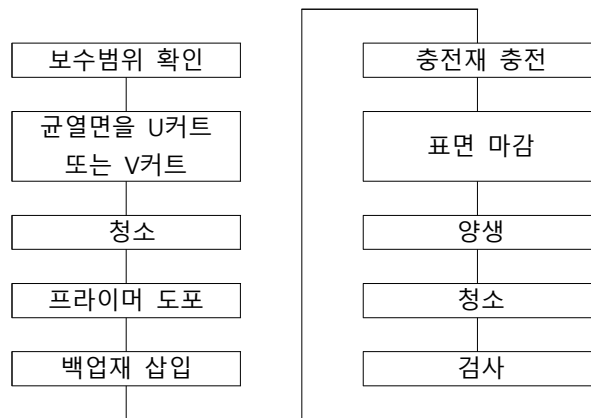 보수범위 확인
균열면을 U커트
또는 V커트
청소
프라이머 도포
백업재 삽입
충전재 충전
표면 마감
양생
청소
검사